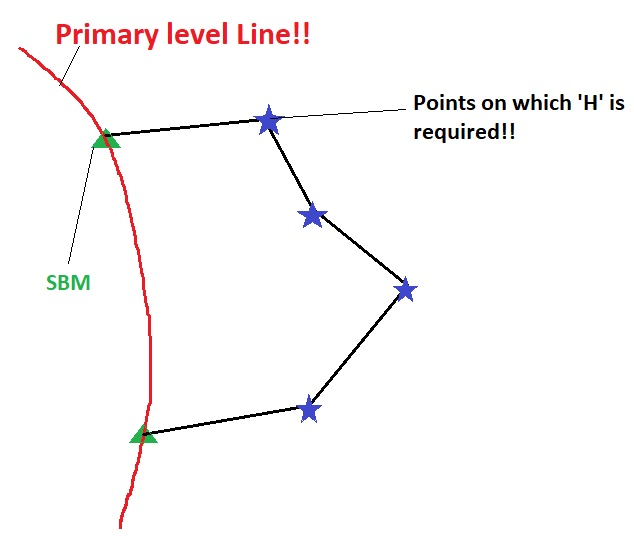 Primary level Line!!
Points on which 'H' is
required!!
SBM